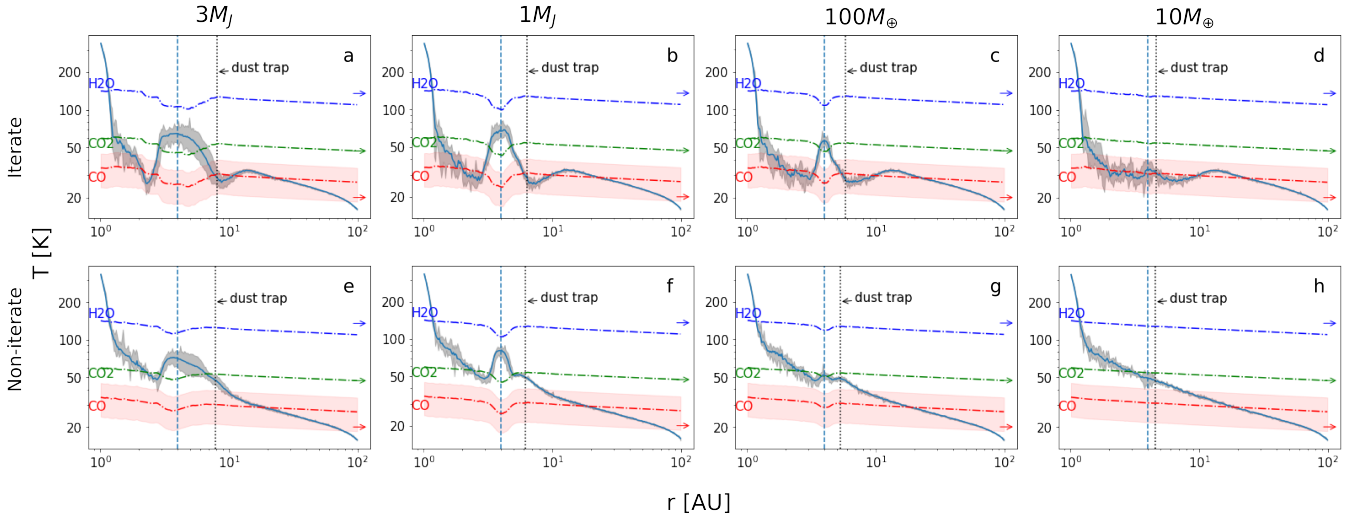 3M_J 1M_J 100M_⊕ 10M_⊕
Iterate
a b c d
dust trap dust trap dust trap dust trap
200 200 200 200
H2O H2O H2O H2O
100 100 100 100
CO2 CO2 CO2 CO2
50 50 50 50
CO CO CO CO
20 20 20 20
10^0 10^1 10^2 10^0 10^1 10^2 10^0 10^1 10^2 10^0 10^1 10^2
T [K]
Non-iterate
e f g h
dust trap dust trap dust trap dust trap
200 200 200 200
H2O H2O H2O H2O
100 100 100 100
CO2 CO2 CO2 CO2
50 50 50 50
CO CO CO CO
20 20 20 20
10^0 10^1 10^2 10^0 10^1 10^2 10^0 10^1 10^2 10^0 10^1 10^2
r [AU]